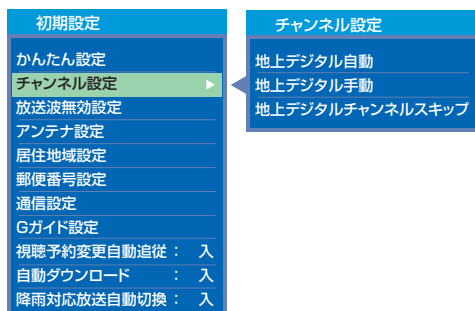 初期設定
かんたん設定
チャンネル設定
放送波無効設定
アンテナ設定
居住地域設定
郵便番号設定
通信設定
Gガイド設定
視聴予約変更自動追従： 入
自動ダウンロード ： 入
降雨対応放送自動切換： 入
チャンネル設定
地上デジタル自動
地上デジタル手動
地上デジタルチャンネルスキップ